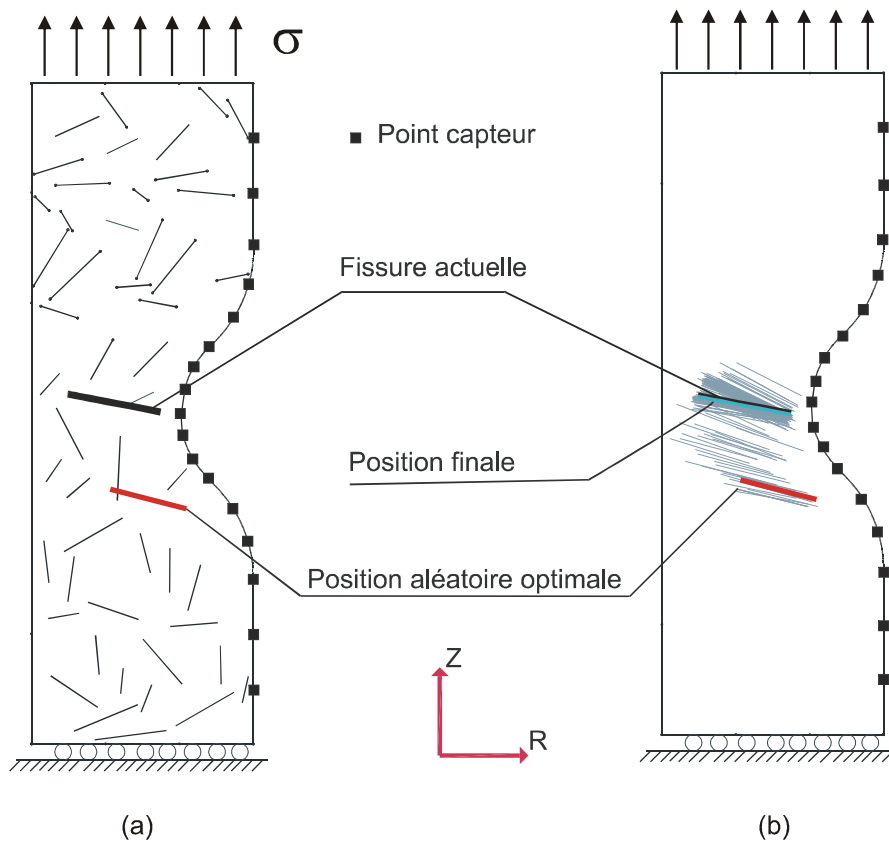 σ
Point capteur
Fissure actuelle
Position finale
Position aléatoire optimale
Z
R
(a)
(b)